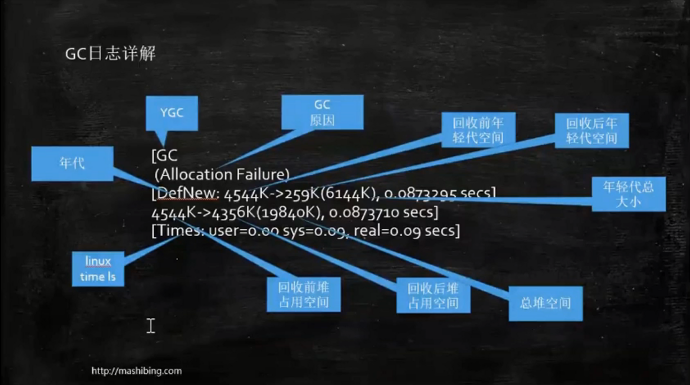 GC日志详解
YGC
GC
原因
回收前年
轻代空间
回收后年
轻代空间
年代
[GC
(Allocation Failure)
[DefNew: 4544K->259K(6144K), 0.0873295 secs]
4544K->4356K(19840K), 0.0873710 secs]
[Times: user=0.00 sys=0.09, real=0.09 secs]
年轻代总
大小
linux
time ls
回收前堆
占用空间
回收后堆
占用空间
总堆空间
http://mashibing.com